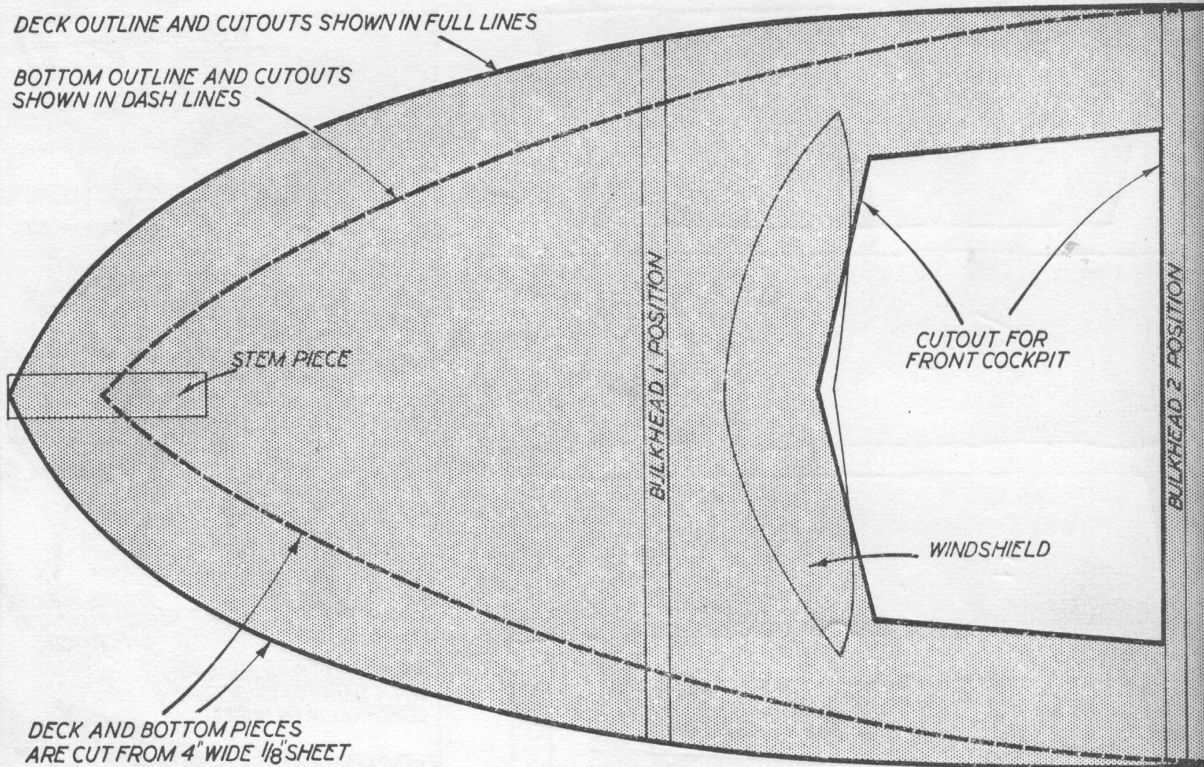 DECK OUTLINE AND CUTOUTS SHOWN IN FULL LINES
BOTTOM OUTLINE AND CUTOUTS
SHOWN IN DASH LINES
STEM PIECE
BULKHEAD 1 POSITION
CUTOUT FOR
FRONT COCKPIT
BULKHEAD 2 POSITION
WINDSHIELD
DECK AND BOTTOM PIECES
ARE CUT FROM 4" WIDE 1/8" SHEET